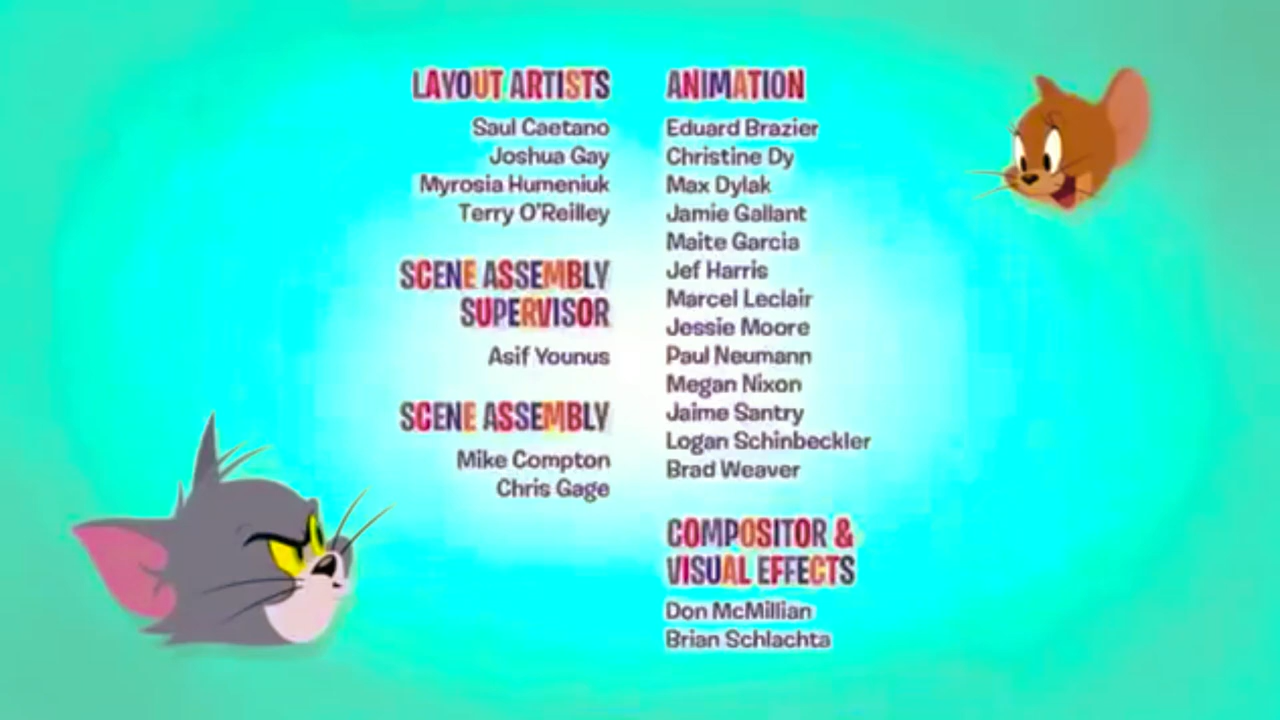 LAYOUT ARTISTS
Saul Caetano
Joshua Gay
Myrosia Humeniuk
Terry O'Reilley
SCENE ASSEMBLY
SUPERVISOR
Asif Younus
SCENE ASSEMBLY
Mike Compton
Chris Gage
ANIMATION
Eduard Brazier
Christine Dy
Max Dylak
Jamie Gallant
Maite Garcia
Jef Harris
Marcel Leclair
Jessie Moore
Paul Neumann
Megan Nixon
Jaime Santry
Logan Schinbeckler
Brad Weaver
COMPOSITOR &
VISUAL EFFECTS
Don McMillian
Brian Schlachta